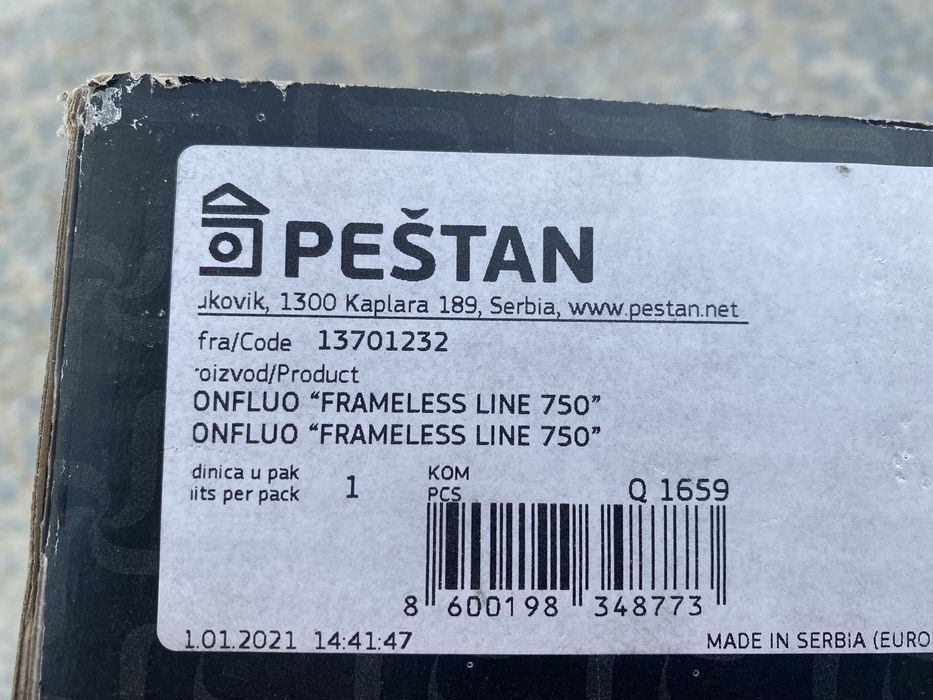 PEŠTAN
ukovik, 1300 Kaplara 189, Serbia, www.pestan.net
fra/Code 13701232
roizvod/Product
ONFLUO “FRAMELESS LINE 750”
ONFLUO “FRAMELESS LINE 750”
dinica u pak
its per pack
1
KOM
PCS
Q 1659
8 600198 348773
1.01.2021 14:41:47
MADE IN SERBIA (EURO